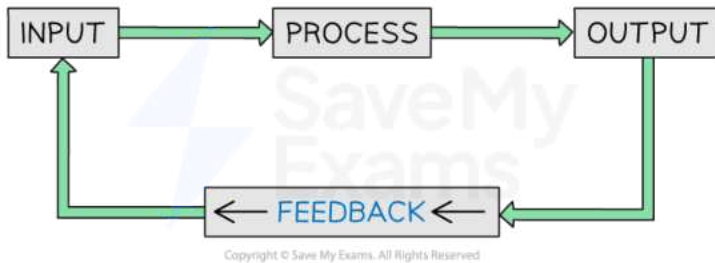 INPUT PROCESS OUTPUT
SaveMy
Exams
← FEEDBACK ←
Copyright © Save My Exams. All Rights Reserved